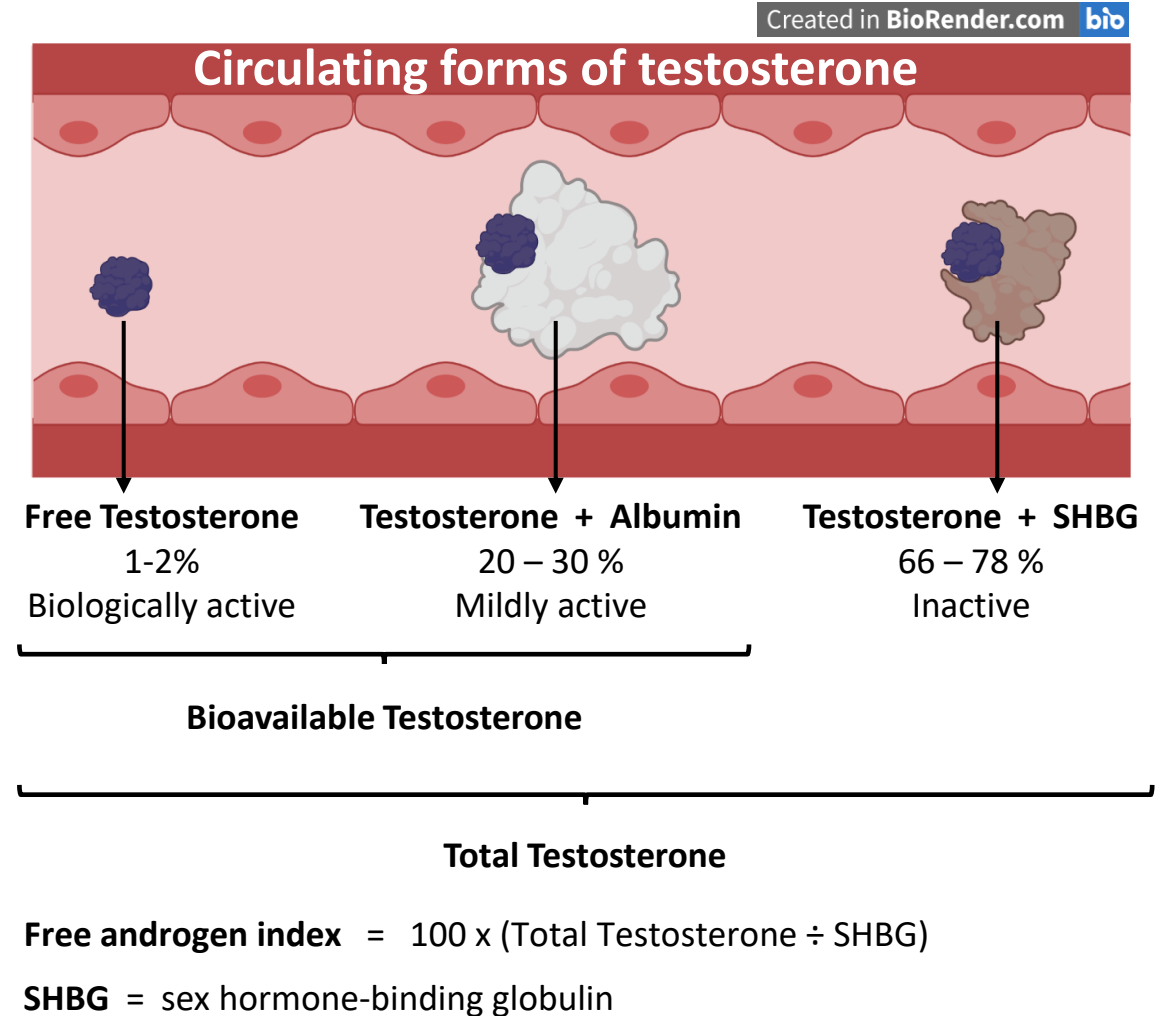 Created in BioRender.com bio
Circulating forms of testosterone
Free Testosterone
1-2%
Biologically active
Testosterone + Albumin
20 – 30 %
Mildly active
Testosterone + SHBG
66 – 78 %
Inactive
Bioavailable Testosterone
Total Testosterone
Free androgen index = 100 x (Total Testosterone ÷ SHBG)
SHBG = sex hormone-binding globulin